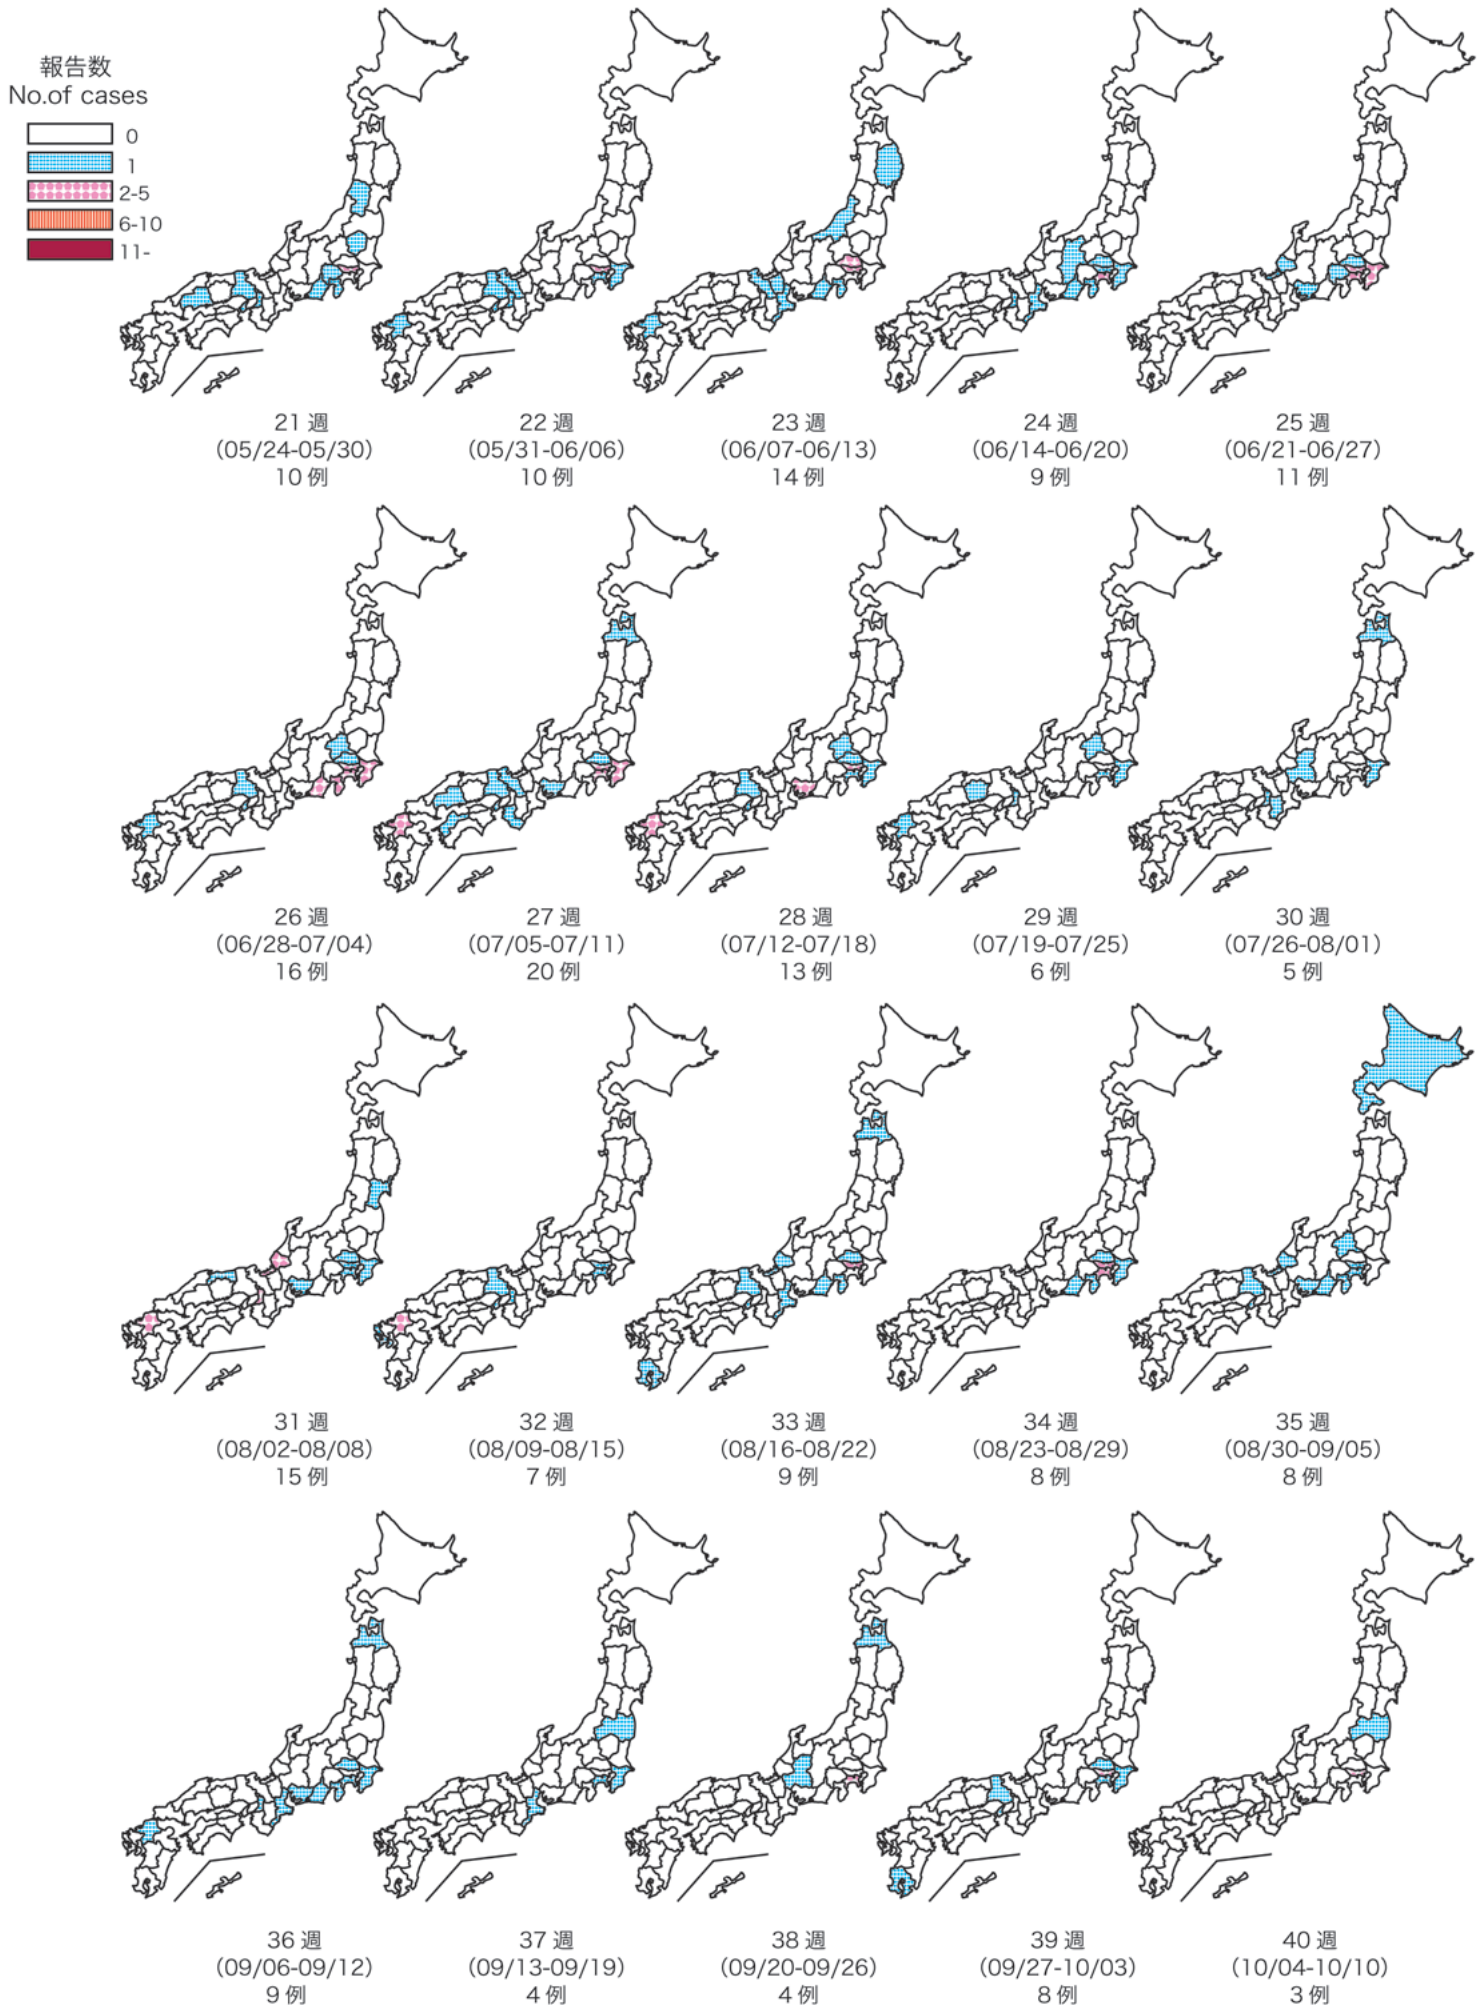 報告数
No.of cases
0
1
2-5
6-10
11-
21 週
(05/24-05/30)
10 例
22 週
(05/31-06/06)
10 例
23 週
(06/07-06/13)
14 例
24 週
(06/14-06/20)
9 例
25 週
(06/21-06/27)
11 例
26 週
(06/28-07/04)
16 例
27 週
(07/05-07/11)
20 例
28 週
(07/12-07/18)
13 例
29 週
(07/19-07/25)
6 例
30 週
(07/26-08/01)
5 例
31 週
(08/02-08/08)
15 例
32 週
(08/09-08/15)
7 例
33 週
(08/16-08/22)
9 例
34 週
(08/23-08/29)
8 例
35 週
(08/30-09/05)
8 例
36 週
(09/06-09/12)
9 例
37 週
(09/13-09/19)
4 例
38 週
(09/20-09/26)
4 例
39 週
(09/27-10/03)
8 例
40 週
(10/04-10/10)
3 例